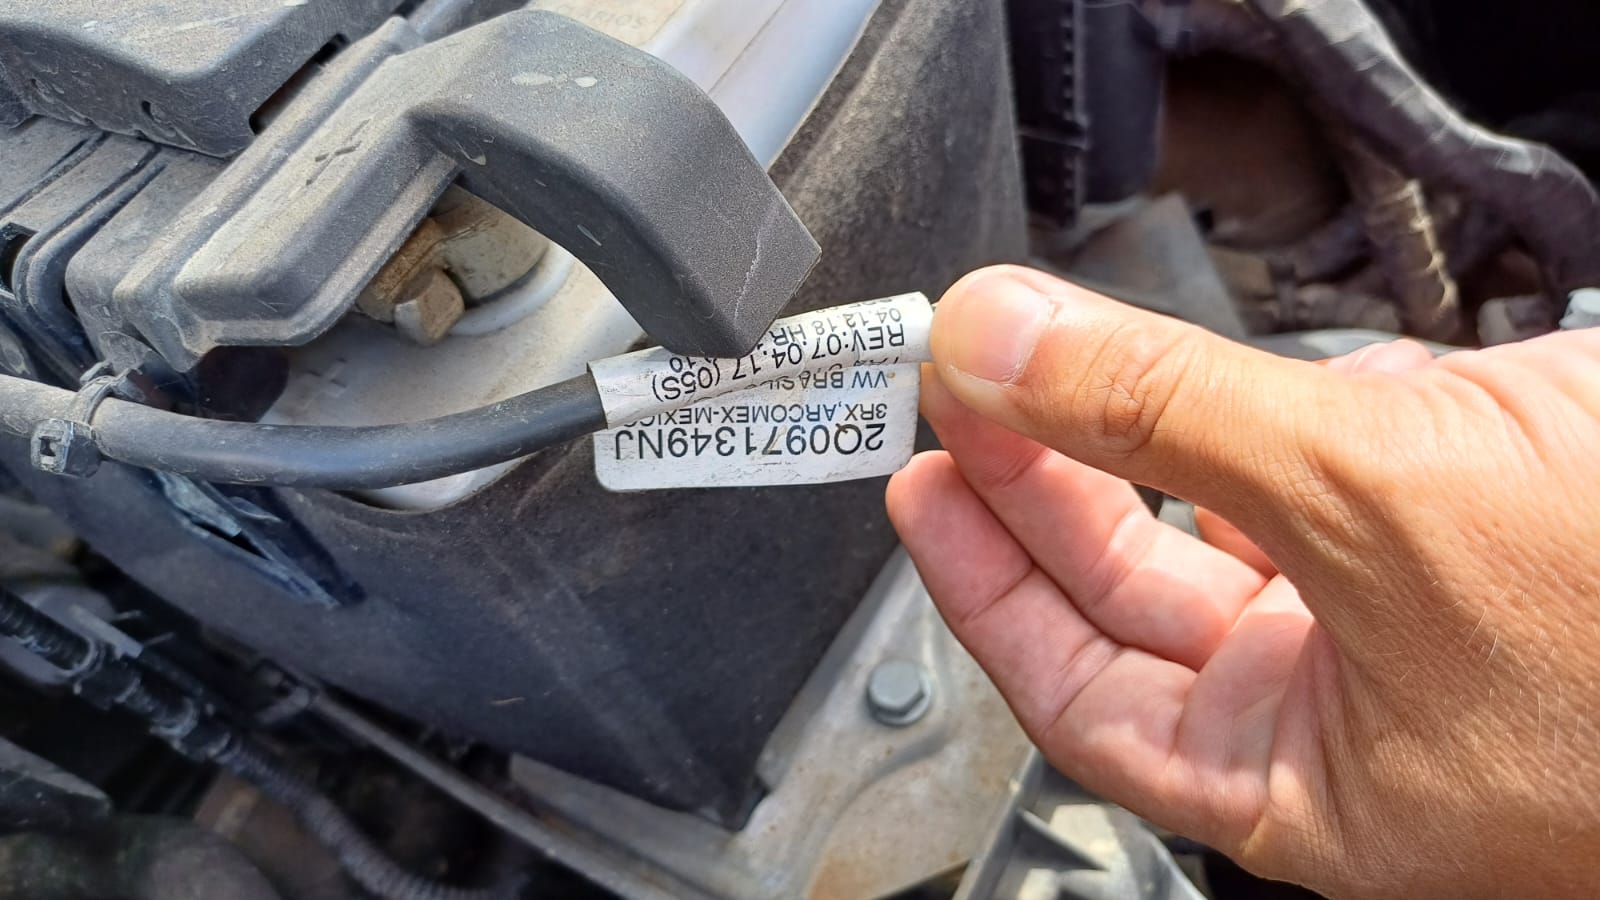 2Q0971349NJ
3RX,ARCOMEX-MEXICO
VW BRASIL
REV:07.04.17 (05S)
04.12.18 HR